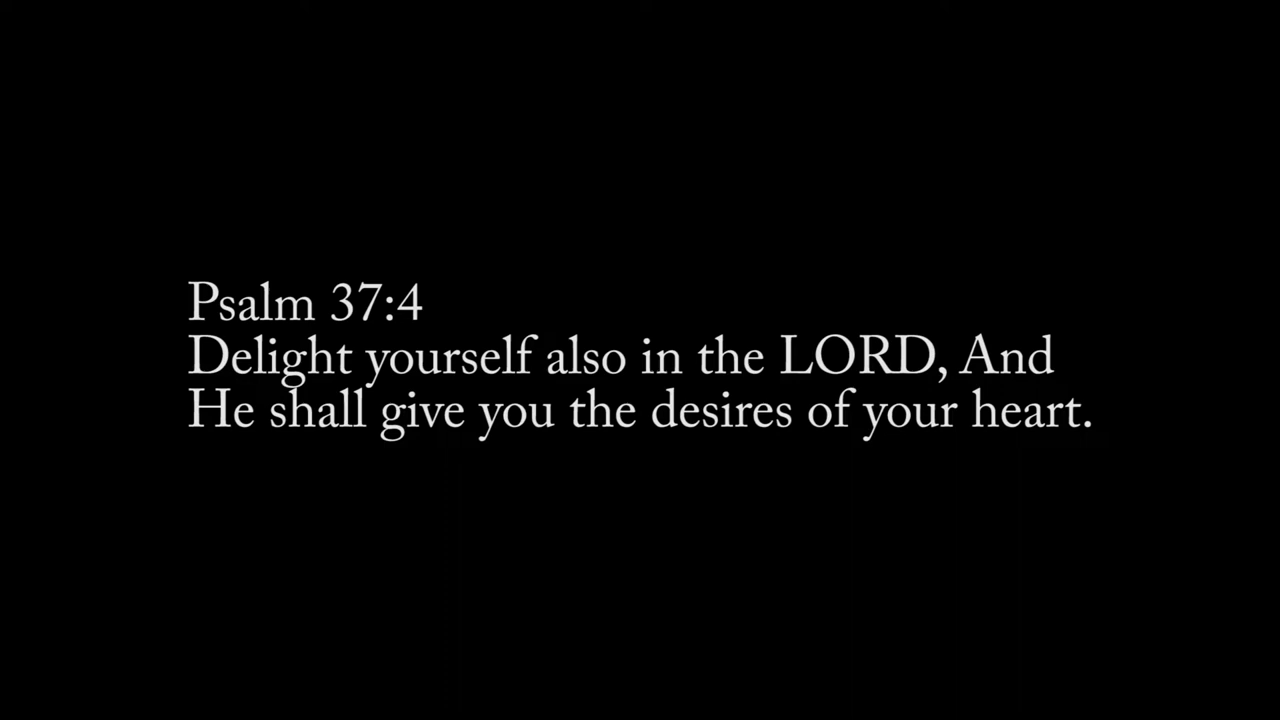 Psalm 37:4
Delight yourself also in the LORD, And
He shall give you the desires of your heart.